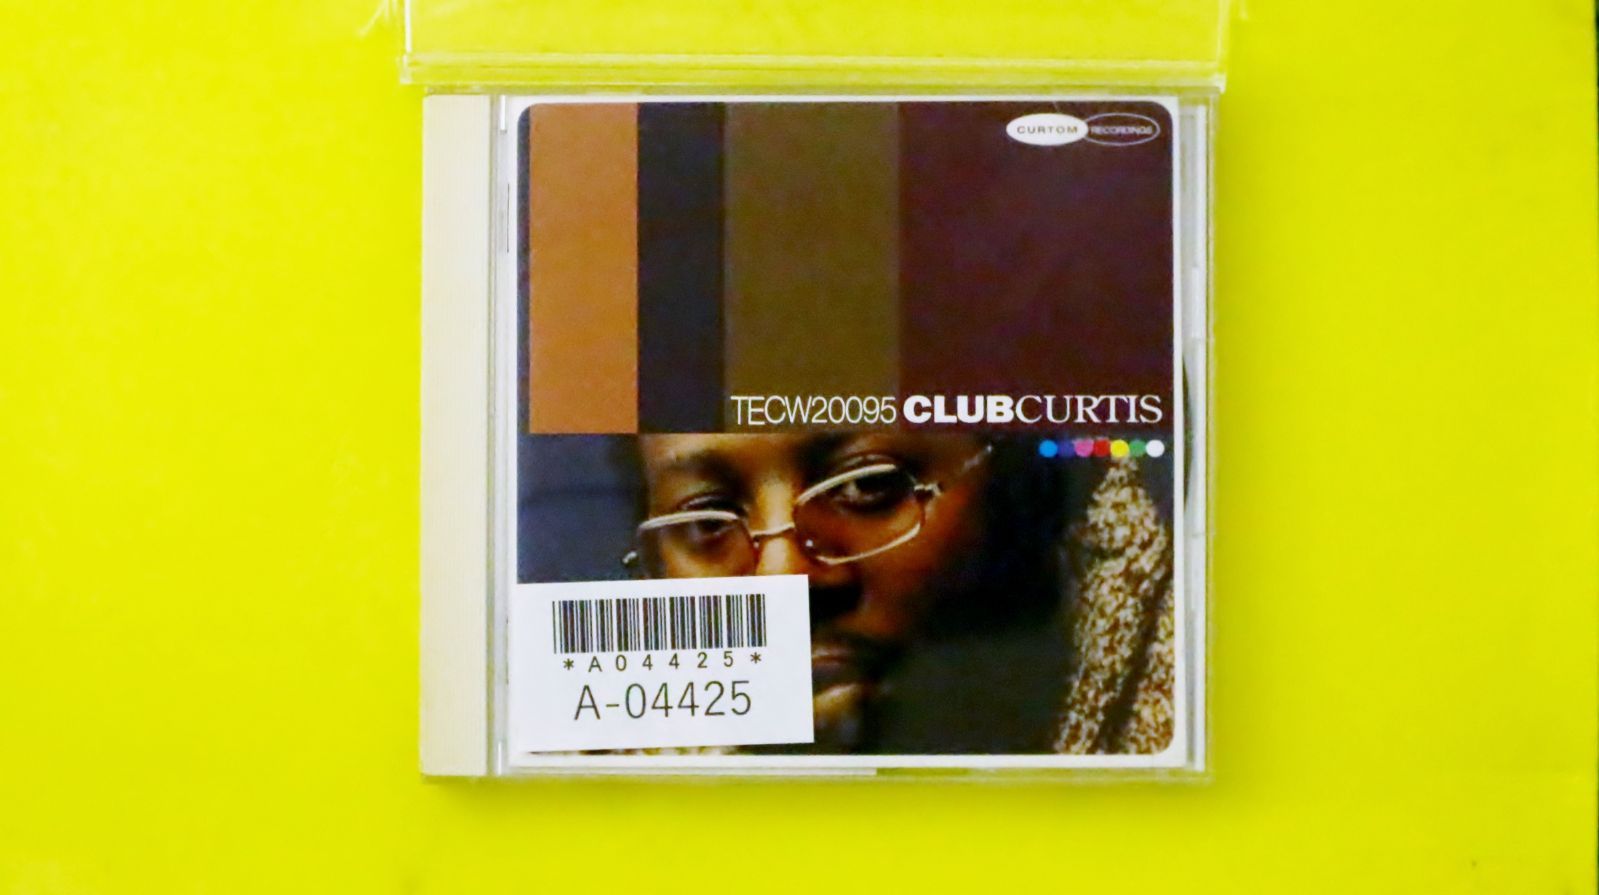 CURTOM RECORDINGS
TECW20095 CLUBCURTIS
*A04425*
A-04425